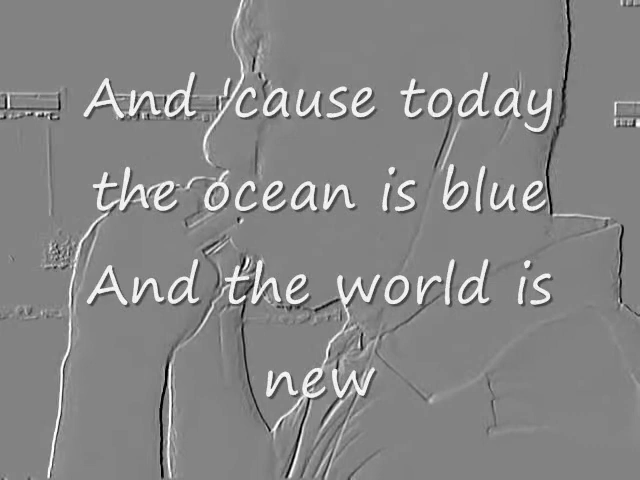 And 'cause today
the ocean is blue
And the world is
new